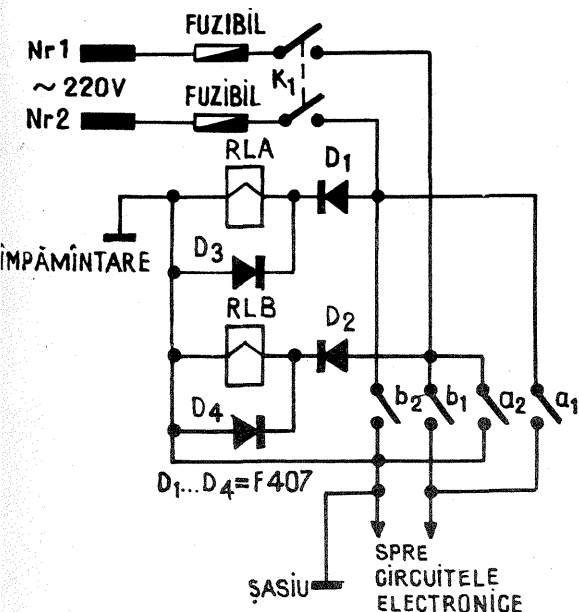 FUZIBIL
Nr1
K1
~ 220V
FUZIBIL
Nr2
RLA
D1
ÎMPĂMÎNTARE
D3
RLB
D2
D4
b2
b1
a2
a1
D1...D4=F407
SPRE
CIRCUITELE
ELECTRONICE
ŞASIU